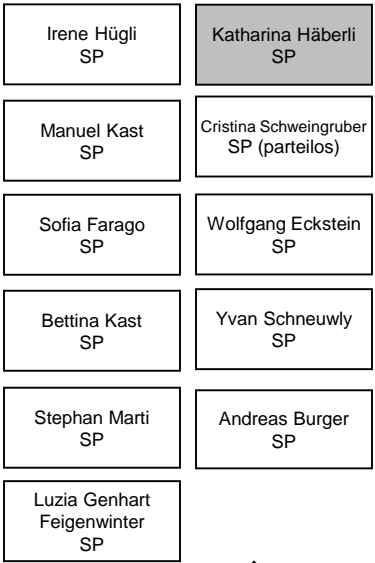 Irene Hügli
SP
Katharina Häberli
SP
Manuel Kast
SP
Cristina Schweingruber
SP (parteilos)
Sofia Farago
SP
Wolfgang Eckstein
SP
Bettina Kast
SP
Yvan Schneuwly
SP
Stephan Marti
SP
Andreas Burger
SP
Luzia Genhart
Feigenwinter
SP